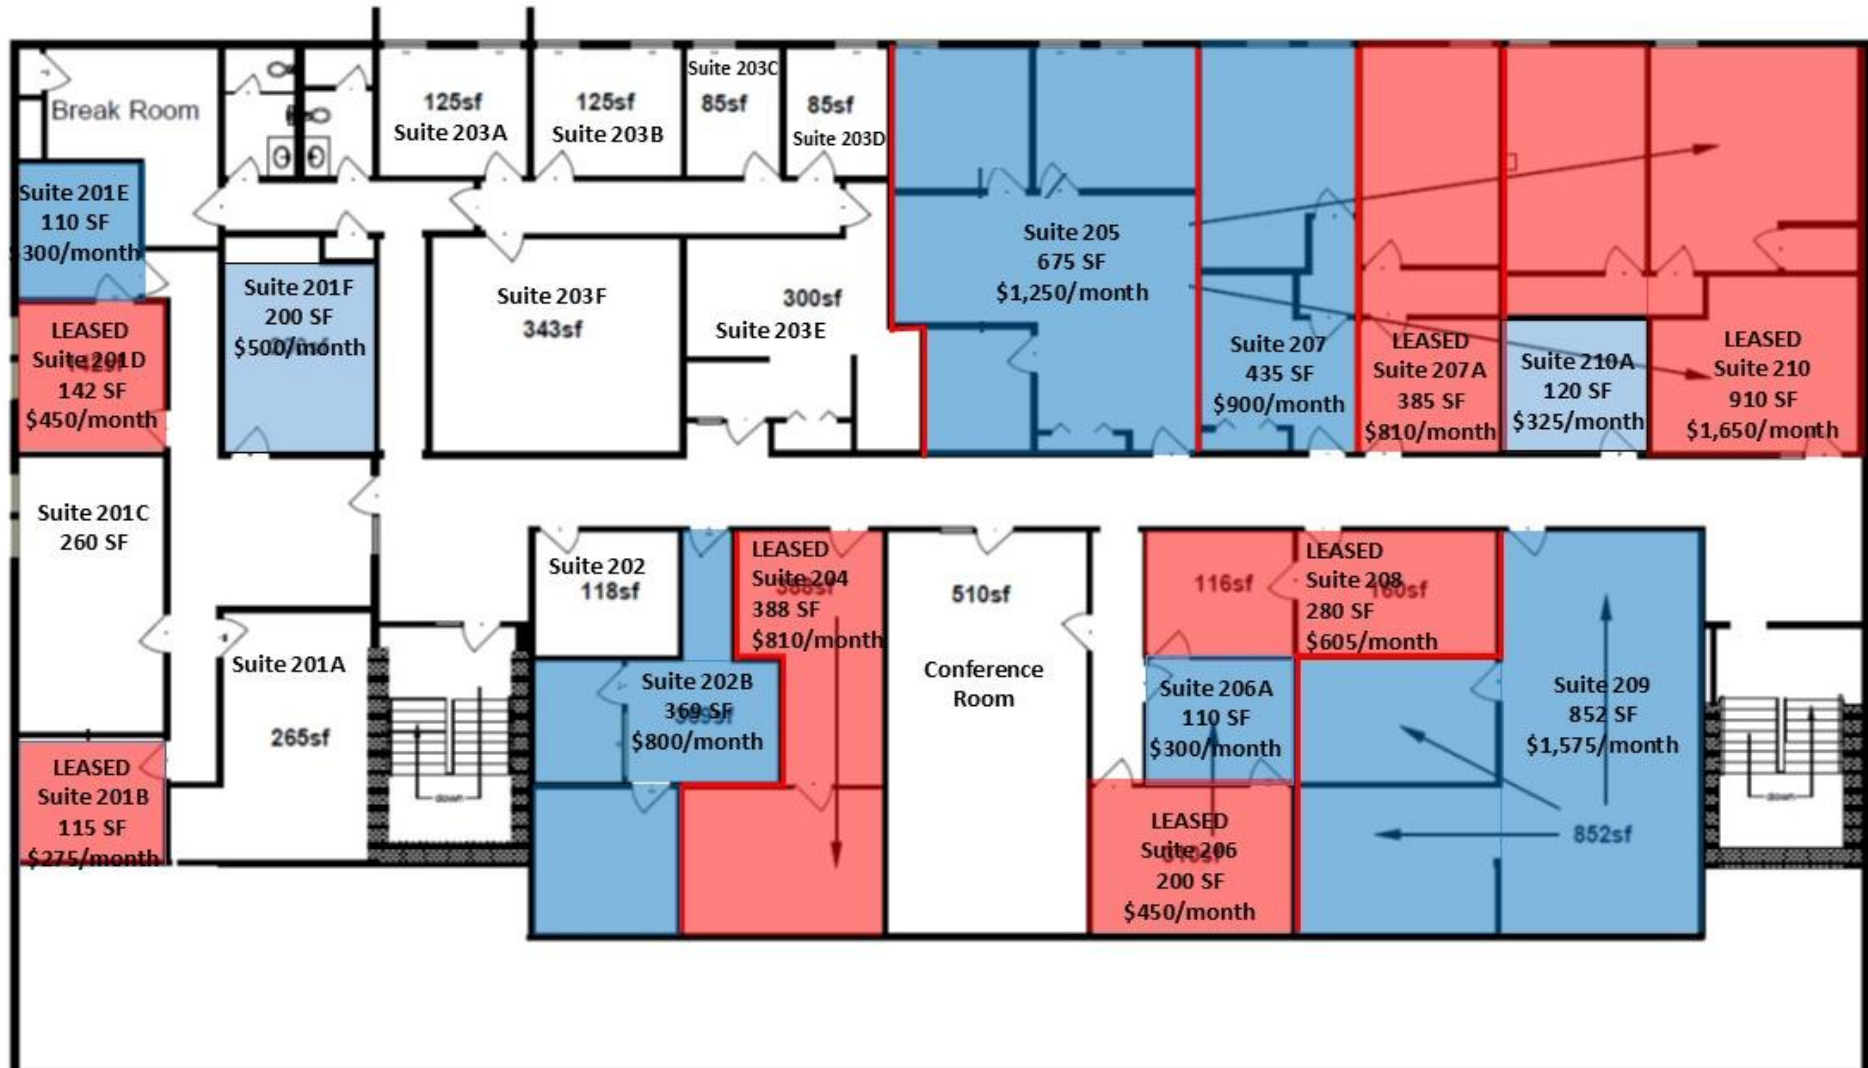 Break Room
125sf
Suite 203A
125sf
Suite 203B
Suite 203C
85sf
85sf
Suite 203D
Suite 201E
110 SF
300/month
Suite 201F
200 SF
$500/month
Suite 203F
343sf
300sf
Suite 203E
Suite 205
675 SF
$1,250/month
Suite 207
435 SF
$900/month
LEASED
Suite 207A
385 SF
$810/month
Suite 210A
120 SF
$325/month
LEASED
Suite 210
910 SF
$1,650/month
LEASED
Suite 201D
142 SF
$450/month
Suite 201C
260 SF
Suite 202
118sf
LEASED
Suite 204
388sf
388 SF
$810/month
510sf
Conference
Room
116sf
LEASED
Suite 208
160sf
280 SF
$605/month
Suite 201A
265sf
Suite 202B
369 SF
369sf
$800/month
Suite 206A
110 SF
$300/month
Suite 209
852 SF
$1,575/month
852sf
LEASED
Suite 201B
115 SF
$275/month
LEASED
Suite 206
200 SF
$450/month
down
down